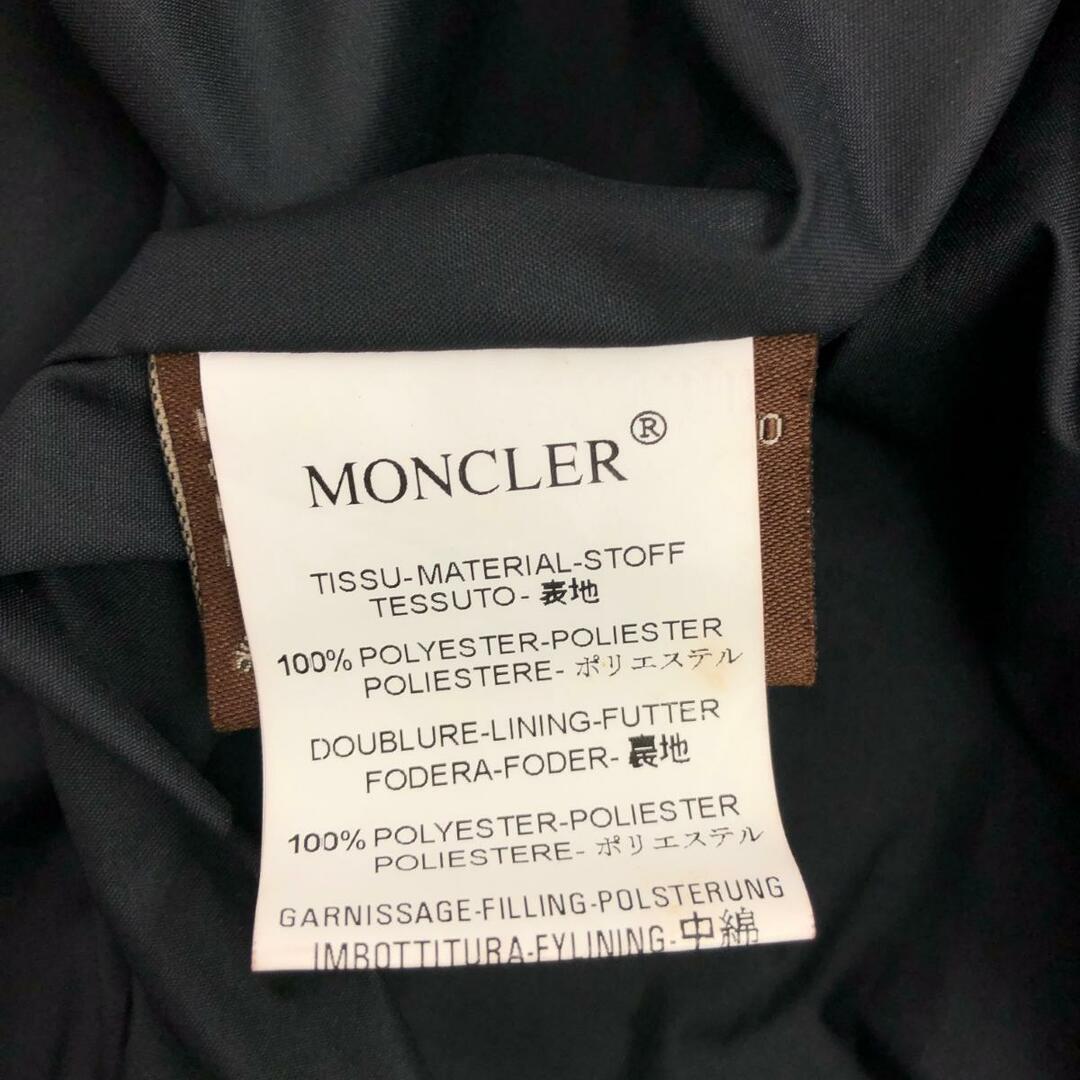 MONCLER®
TISSU-MATERIAL-STOFF
TESSUTO-表地
100% POLYESTER-POLIESTER
POLIESTERE-ポリエステル
DOUBLURE-LINING-FUTTER
FODERA-FODER-裏地
100% POLYESTER-POLIESTER
POLIESTERE-ポリエステル
GARNISSAGE-FILLING-POLSTERUNG
IMBOTTITURA-FYLINING-中綿